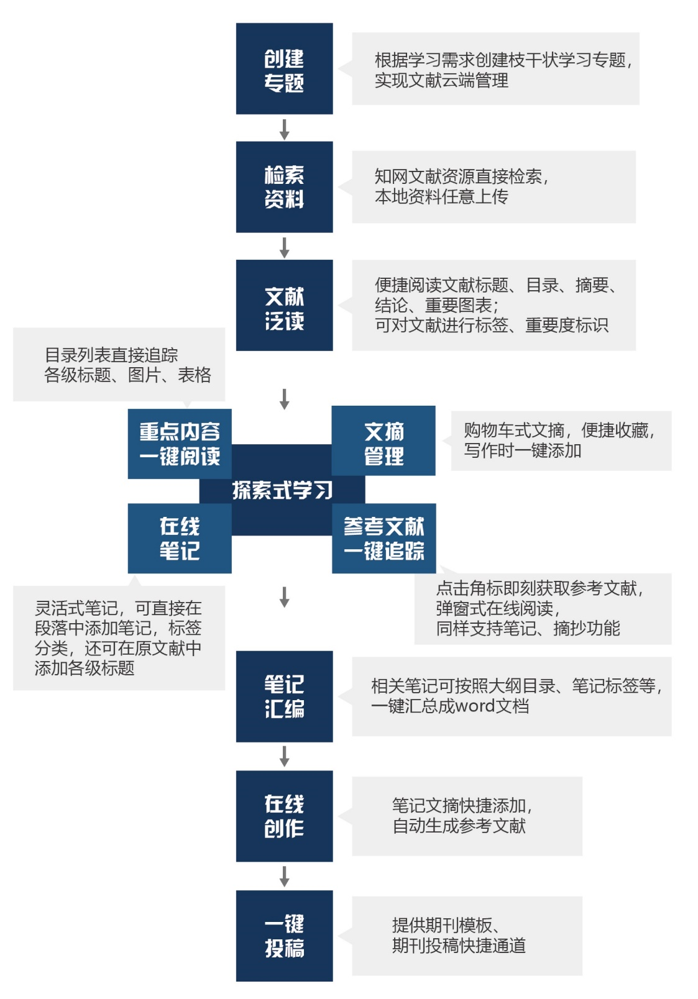 创建
专题
根据学习需求创建枝干状学习专题，
实现文献云端管理
检索
资料
知网文献资源直接检索，
本地资料任意上传
文献
泛读
便捷阅读文献标题、目录、摘要、
结论、重要图表；
可对文献进行标签、重要度标识
目录列表直接追踪
各级标题、图片、表格
重点内容
一键阅读
文摘
管理
购物车式文摘，便捷收藏，
写作时一键添加
探索式学习
在线
笔记
参考文献
一键追踪
灵活式笔记，可直接在
段落中添加笔记，标签
分类，还可在原文献中
添加各级标题
点击角标即刻获取参考文献，
弹窗式在线阅读，
同样支持笔记、摘抄功能
笔记
汇编
相关笔记可按照大纲目录、笔记标签等，
一键汇总成word文档
在线
创作
笔记文摘快捷添加，
自动生成参考文献
一键
投稿
提供期刊模板、
期刊投稿快捷通道